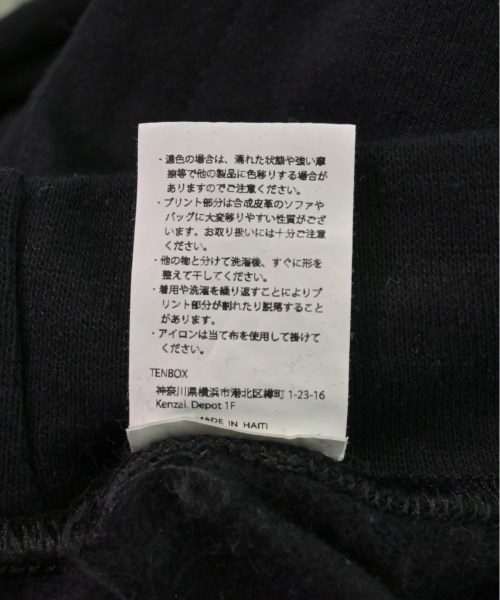 ・濃色の場合は、濡れた状態や強い摩
擦等で他の製品に色移りする場合が
ありますのでご注意ください。
・プリント部分は合成皮革のソファや
バッグに大変移りやすい性質がござ
います。お取り扱いには十分ご注意
ください。
・他の物と分けて洗濯後、すぐに形を
整えて干してください。
・着用や洗濯を繰り返すことによりプ
リント部分が割れたり脱落すること
があります。
・アイロンは当て布を使用して掛けて
ください。
TENBOX
神奈川県横浜市港北区樽町 1-23-16
Kenzai Depot 1F
MADE IN HAITI